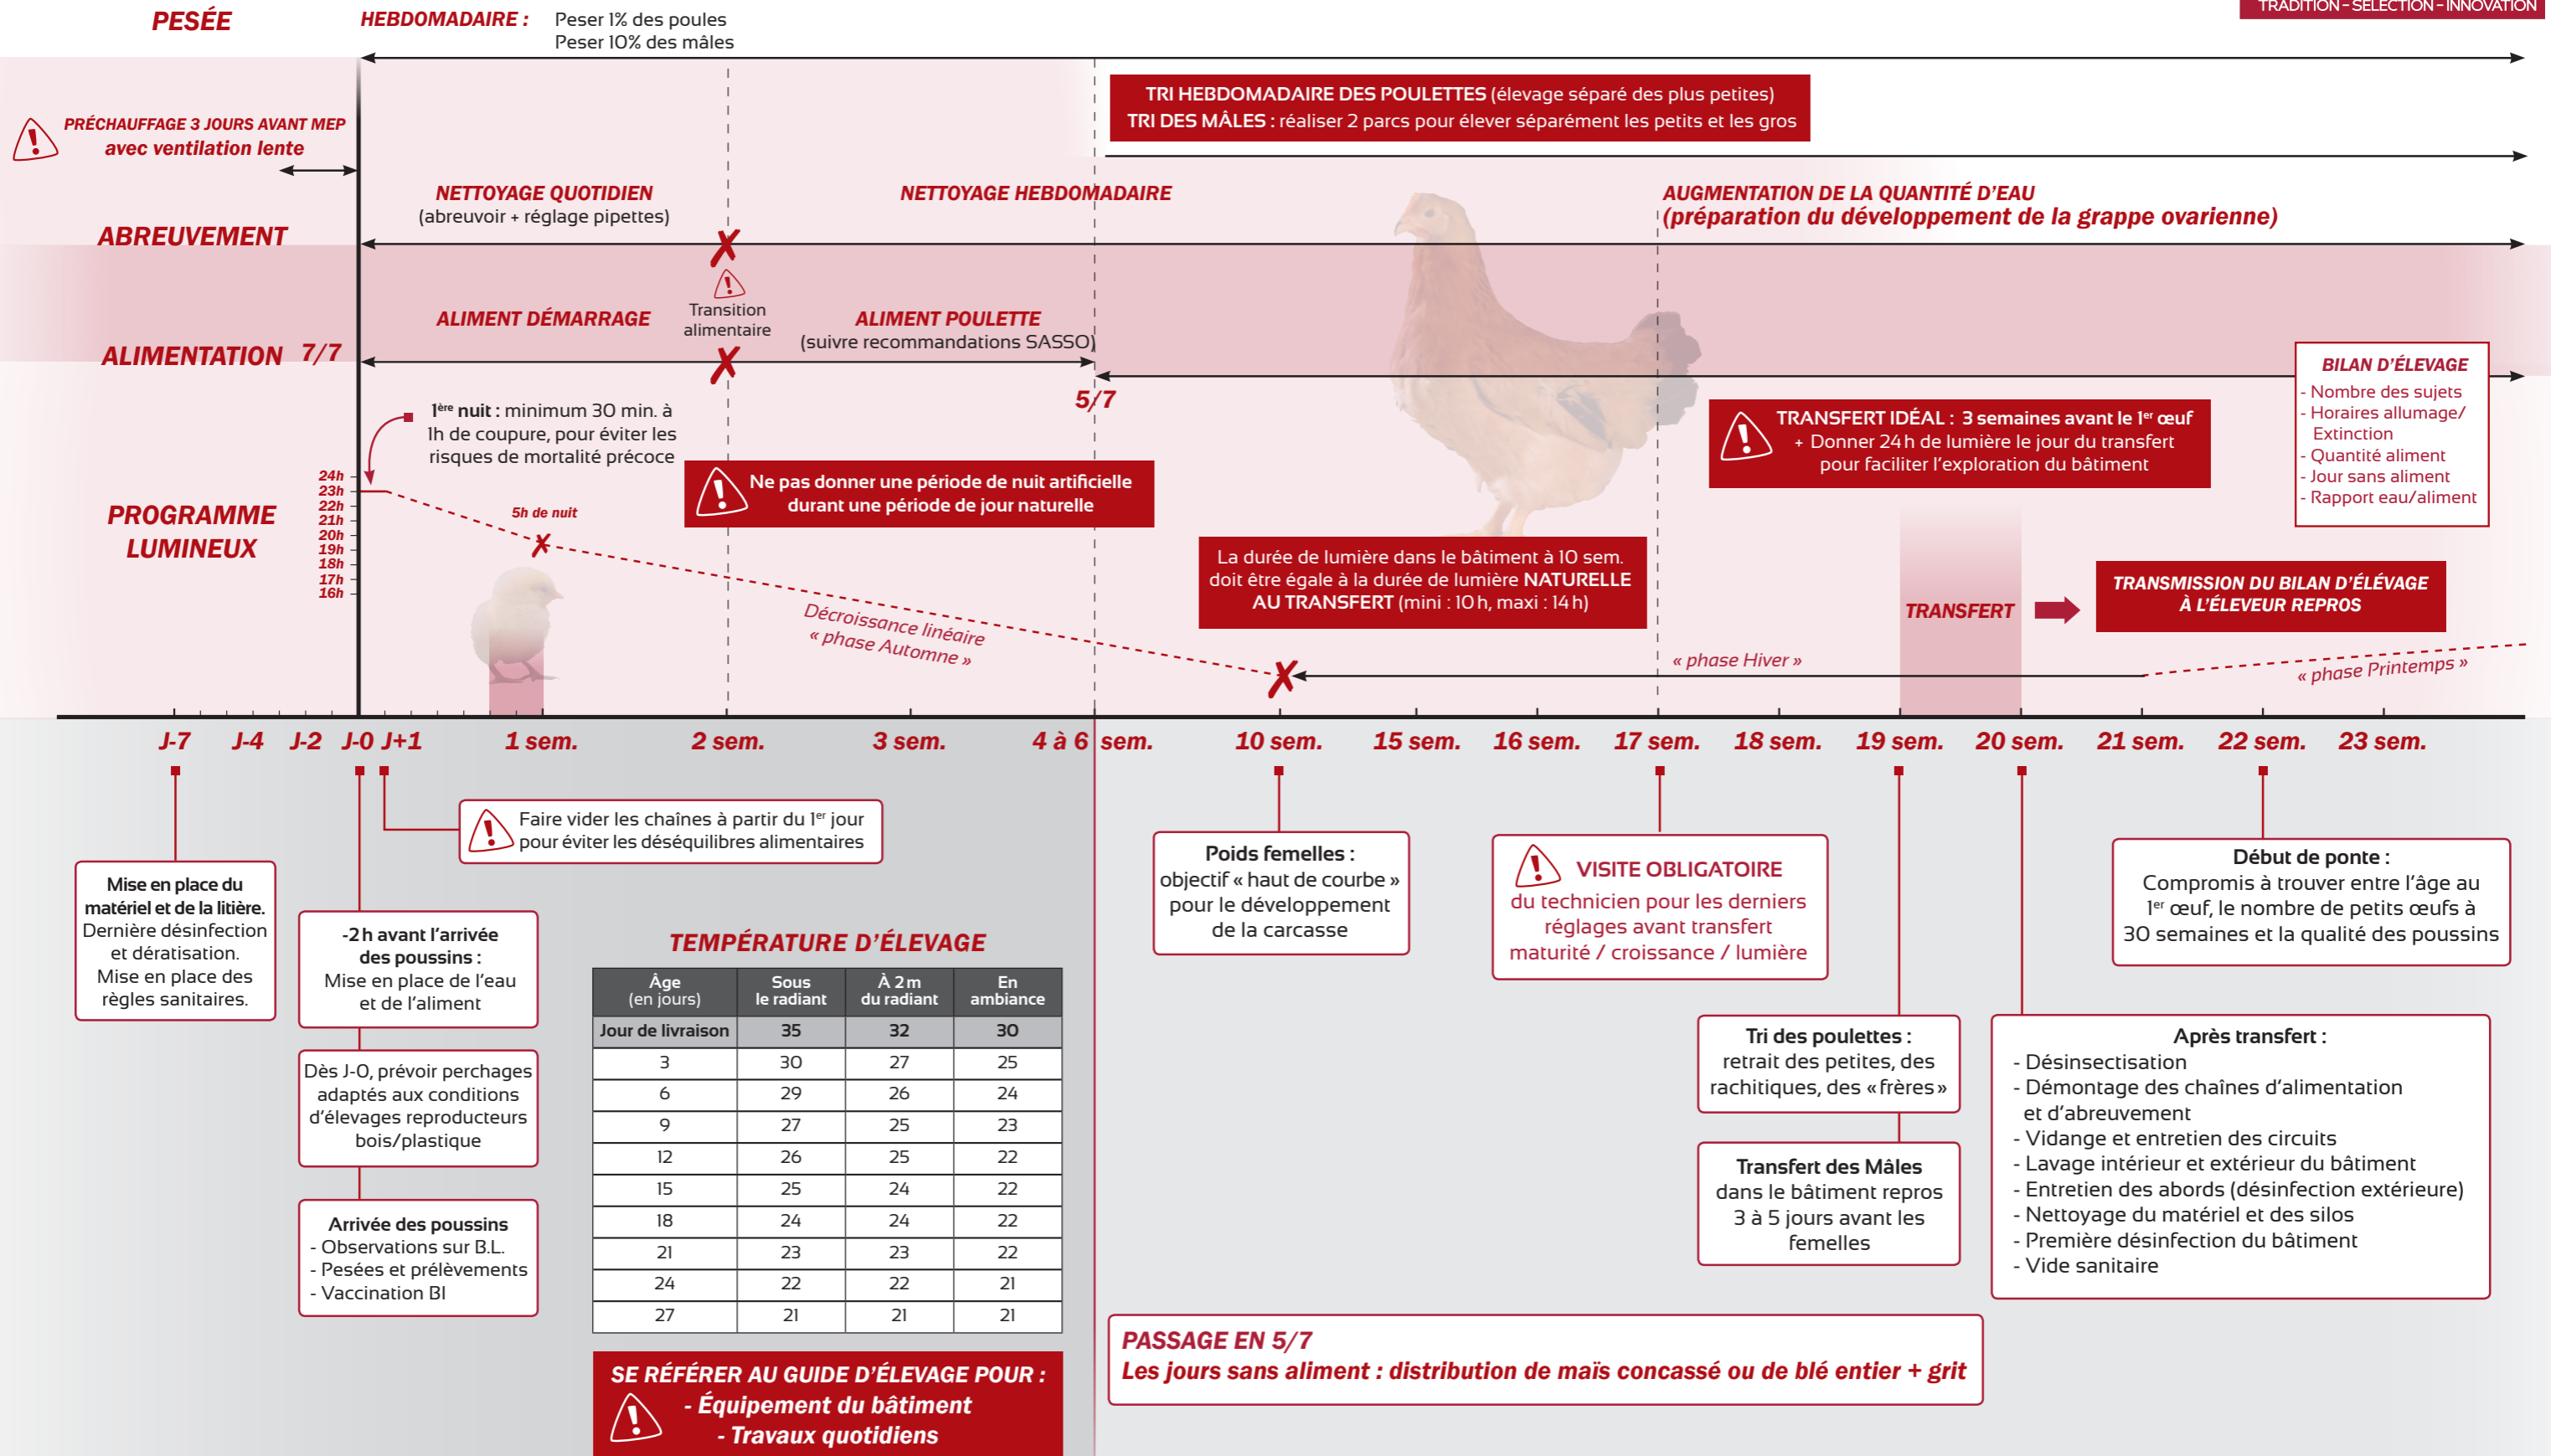 TRADITION – SÉLECTION – INNOVATION
PESÉE
HEBDOMADAIRE :
Peser 1% des poules
Peser 10% des mâles
TRI HEBDOMADAIRE DES POULETTES (élevage séparé des plus petites)
TRI DES MÂLES : réaliser 2 parcs pour élever séparément les petits et les gros
PRÉCHAUFFAGE 3 JOURS AVANT MEP
avec ventilation lente
ABREUVEMENT
NETTOYAGE QUOTIDIEN
(abreuvoir + réglage pipettes)
NETTOYAGE HEBDOMADAIRE
AUGMENTATION DE LA QUANTITÉ D'EAU
(préparation du développement de la grappe ovarienne)
ALIMENTATION 7/7
ALIMENT DÉMARRAGE
Transition
alimentaire
ALIMENT POULETTE
(suivre recommandations SASSO)
5/7
BILAN D'ÉLEVAGE
- Nombre des sujets
- Horaires allumage/
Extinction
- Quantité aliment
- Jour sans aliment
- Rapport eau/aliment
1ère nuit : minimum 30 min. à
1h de coupure, pour éviter les
risques de mortalité précoce
TRANSFERT IDÉAL : 3 semaines avant le 1er œuf
+ Donner 24 h de lumière le jour du transfert
pour faciliter l'exploration du bâtiment
Ne pas donner une période de nuit artificielle
durant une période de jour naturelle
PROGRAMME
LUMINEUX
24h
23h
22h
21h
20h
19h
18h
17h
16h
5h de nuit
Décroissance linéaire
« phase Automne »
La durée de lumière dans le bâtiment à 10 sem.
doit être égale à la durée de lumière NATURELLE
AU TRANSFERT (mini : 10 h, maxi : 14 h)
TRANSFERT
TRANSMISSION DU BILAN D'ÉLÉVAGE
À L'ÉLEVEUR REPROS
« phase Hiver »
« phase Printemps »
J-7 J-4 J-2 J-0 J+1 1 sem. 2 sem. 3 sem. 4 à 6 sem. 10 sem. 15 sem. 16 sem. 17 sem. 18 sem. 19 sem. 20 sem. 21 sem. 22 sem. 23 sem.
Faire vider les chaînes à partir du 1er jour
pour éviter les déséquilibres alimentaires
Mise en place du
matériel et de la litière.
Dernière désinfection
et dératisation.
Mise en place des
règles sanitaires.
-2 h avant l'arrivée
des poussins :
Mise en place de l'eau
et de l'aliment
Dès J-0, prévoir perchages
adaptés aux conditions
d'élevages reproducteurs
bois/plastique
Arrivée des poussins
- Observations sur B.L.
- Pesées et prélèvements
- Vaccination BI
TEMPÉRATURE D'ÉLEVAGE
Âge (en jours) Sous le radiant À 2 m du radiant En ambiance
Jour de livraison 35 32 30
3 30 27 25
6 29 26 24
9 27 25 23
12 26 25 22
15 25 24 22
18 24 24 22
21 23 23 22
24 22 22 21
27 21 21 21
SE RÉFÉRER AU GUIDE D'ÉLEVAGE POUR :
- Équipement du bâtiment
- Travaux quotidiens
Poids femelles :
objectif « haut de courbe »
pour le développement
de la carcasse
VISITE OBLIGATOIRE
du technicien pour les derniers
réglages avant transfert
maturité / croissance / lumière
Début de ponte :
Compromis à trouver entre l'âge au
1er œuf, le nombre de petits œufs à
30 semaines et la qualité des poussins
Tri des poulettes :
retrait des petites, des
rachitiques, des « frères »
Transfert des Mâles
dans le bâtiment repros
3 à 5 jours avant les
femelles
Après transfert :
- Désinsectisation
- Démontage des chaînes d'alimentation
et d'abreuvement
- Vidange et entretien des circuits
- Lavage intérieur et extérieur du bâtiment
- Entretien des abords (désinfection extérieure)
- Nettoyage du matériel et des silos
- Première désinfection du bâtiment
- Vide sanitaire
PASSAGE EN 5/7
Les jours sans aliment : distribution de maïs concassé ou de blé entier + grit